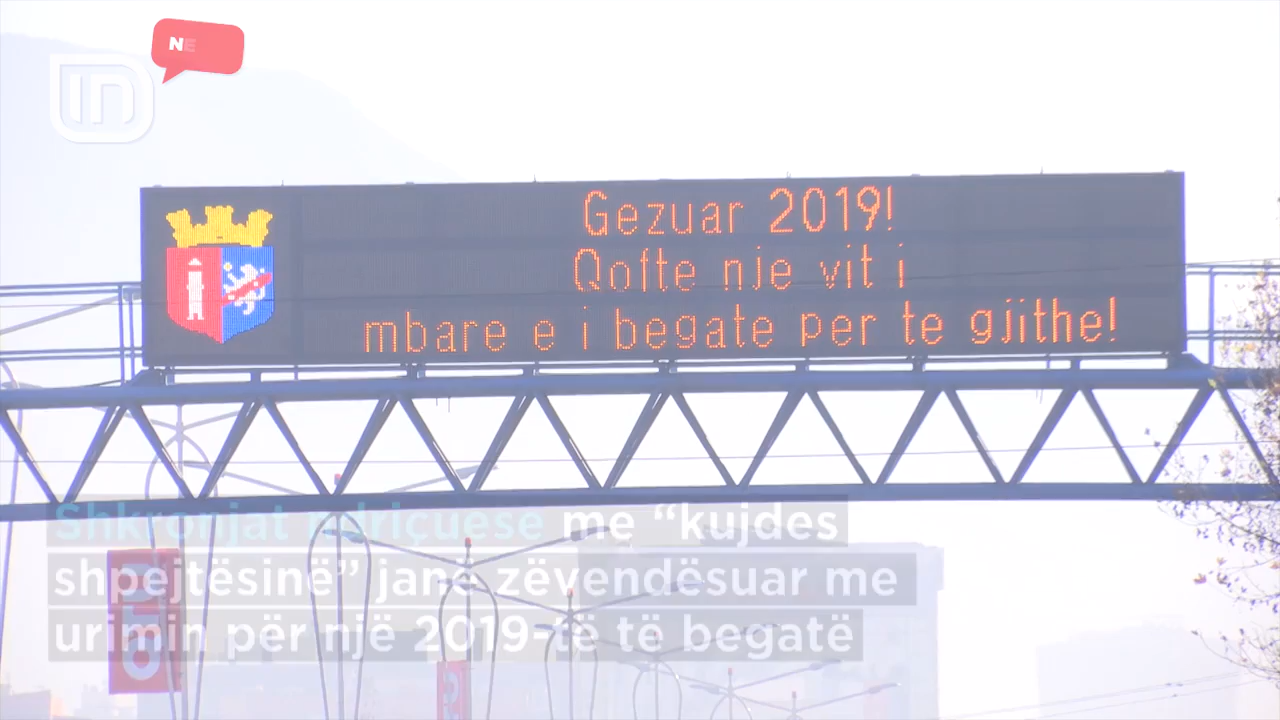 NE
IN
Gezuar 2019!
Qofte nje vit i
mbare e i begate per te gjithe!
Shkronjat ndriçuese me “kujdes
shpejtësinë” janë zëvendësuar me
urimin për një 2019-të të begatë